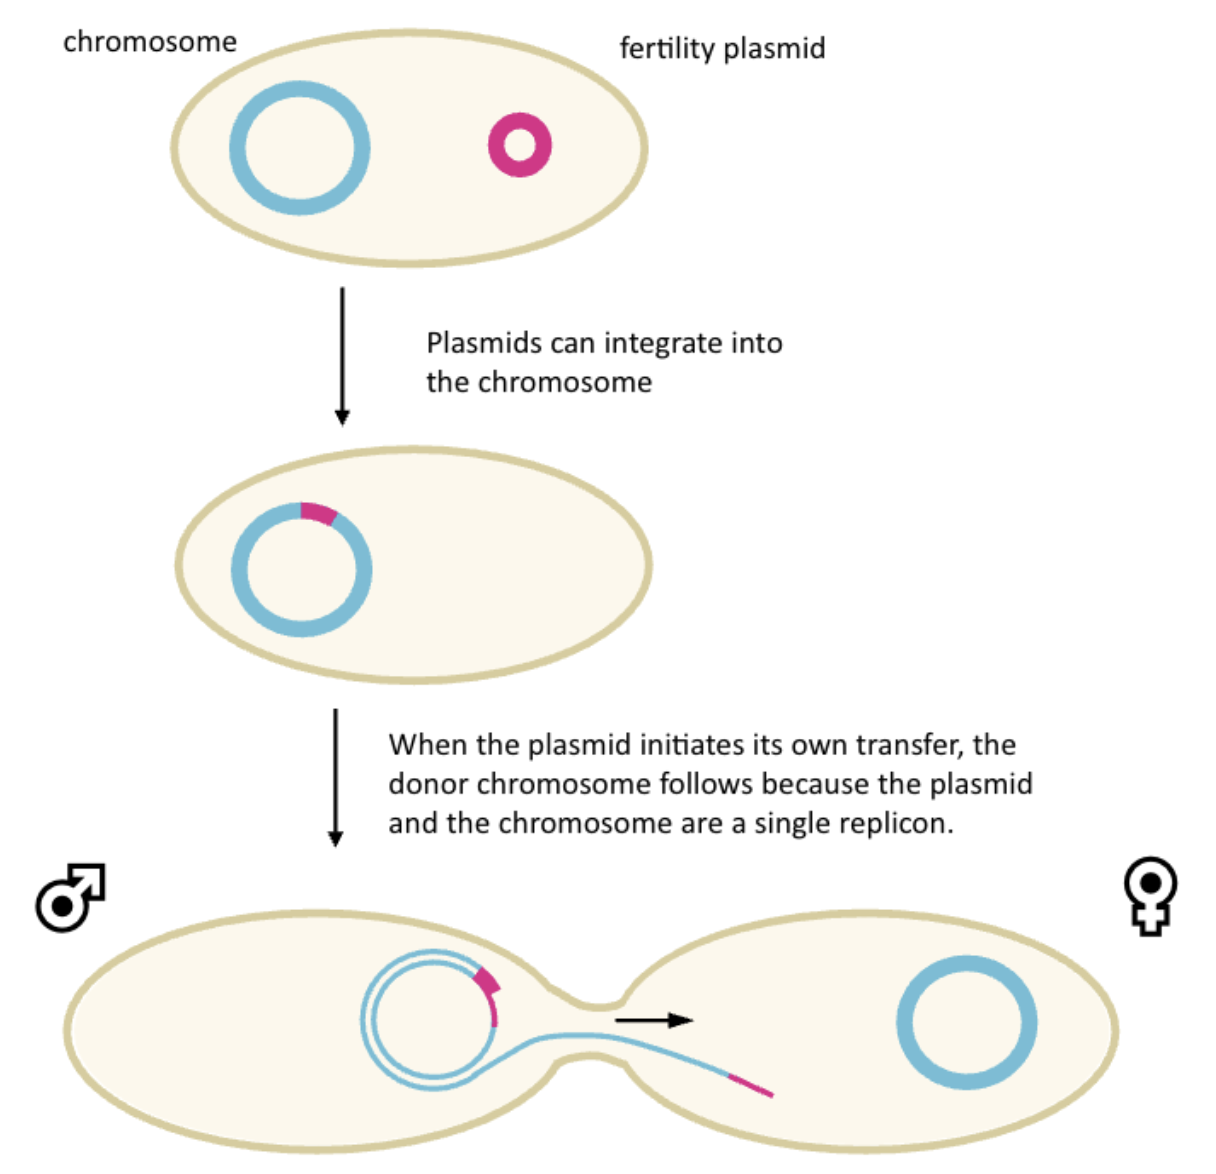 chromosome
fertility plasmid
Plasmids can integrate into
the chromosome
When the plasmid initiates its own transfer, the
donor chromosome follows because the plasmid
and the chromosome are a single replicon.